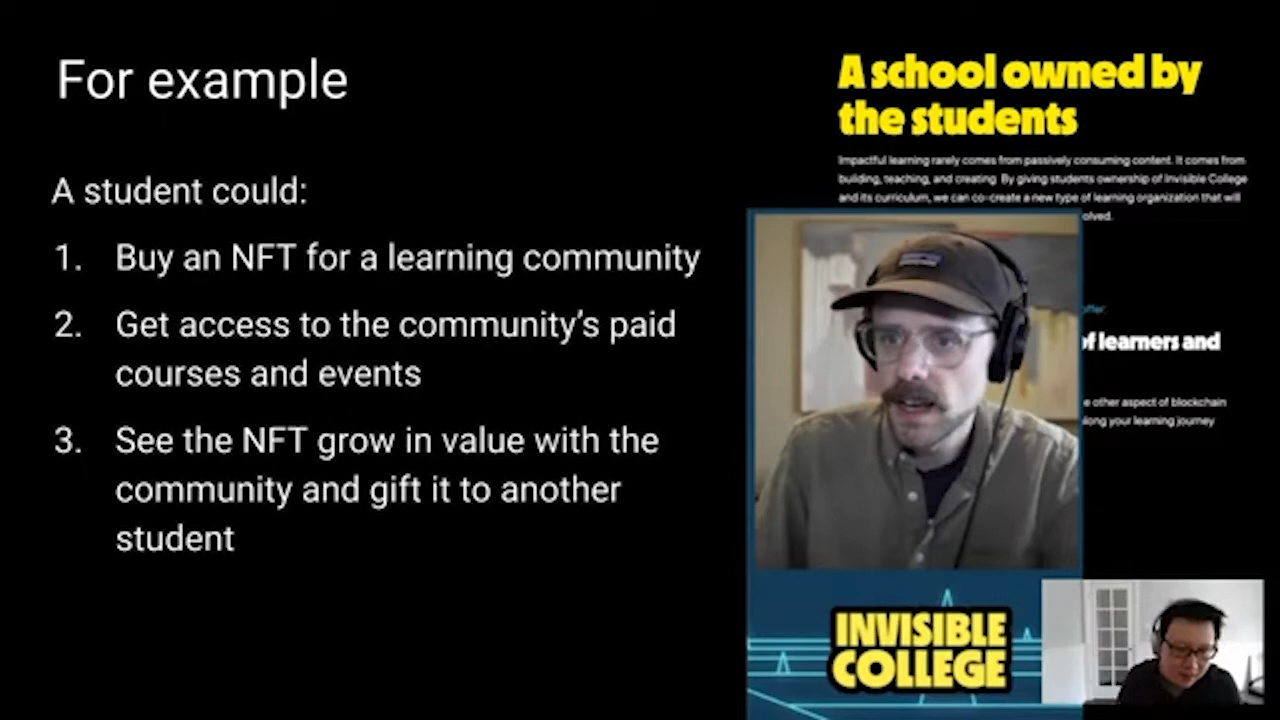 For example
A student could:
1. Buy an NFT for a learning community
2. Get access to the community’s paid
courses and events
3. See the NFT grow in value with the
community and gift it to another
student
A school owned by
the students
Impactful learning rarely comes from passively consuming content. It comes from
building, teaching, and creating. By giving students ownership of Invisible College
and its curriculum, we can co-create a new type of learning organization that will
offer:
of learners and
other aspect of blockchain
along your learning journey
INVISIBLE
COLLEGE